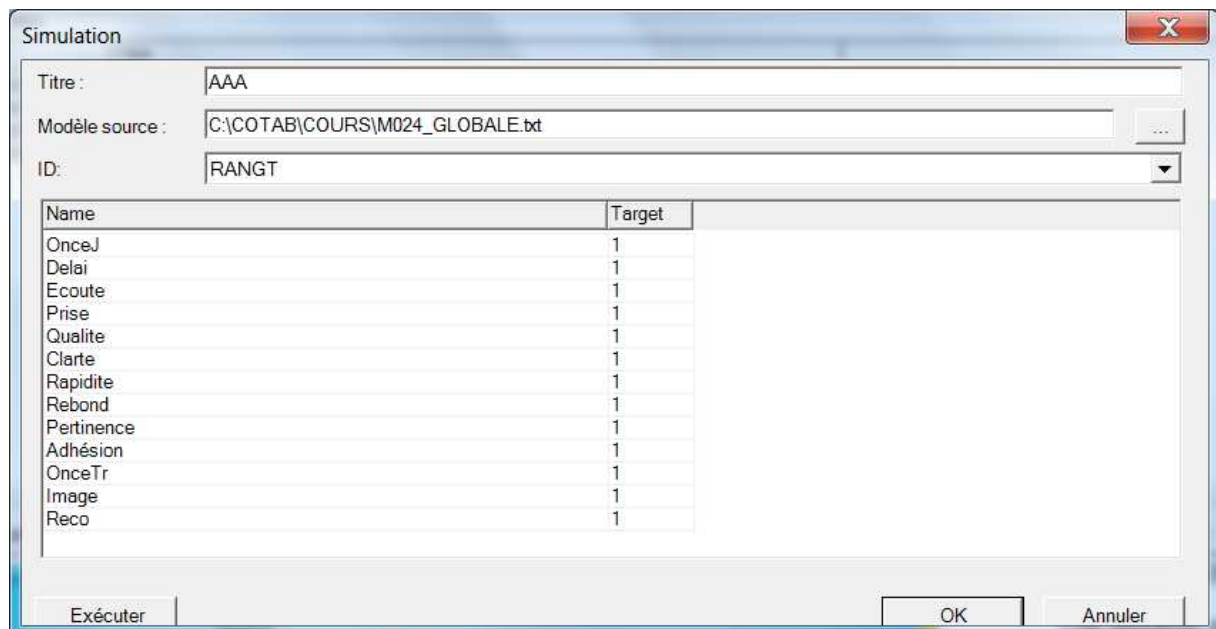 Simulation
Titre : AAA
Modèle source : C:\COTAB\COURS\M024_GLOBALE.txt ...
ID: RANGT
Name Target
OnceJ 1
Delai 1
Ecoute 1
Prise 1
Qualite 1
Clarte 1
Rapidite 1
Rebond 1
Pertinence 1
Adhésion 1
OnceTr 1
Image 1
Reco 1
Exécuter OK Annuler